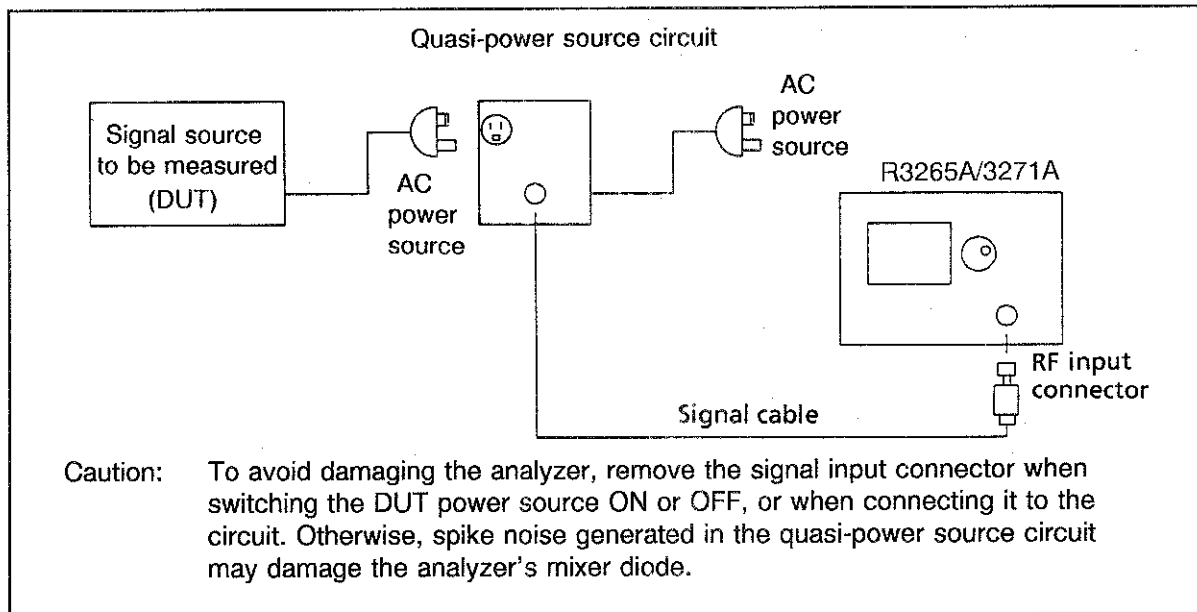 Quasi-power source circuit
Signal source
to be measured
(DUT)
AC
power
source
AC
power
source
R3265A/3271A
RF input
connector
Signal cable
Caution: To avoid damaging the analyzer, remove the signal input connector when
switching the DUT power source ON or OFF, or when connecting it to the
circuit. Otherwise, spike noise generated in the quasi-power source circuit
may damage the analyzer's mixer diode.